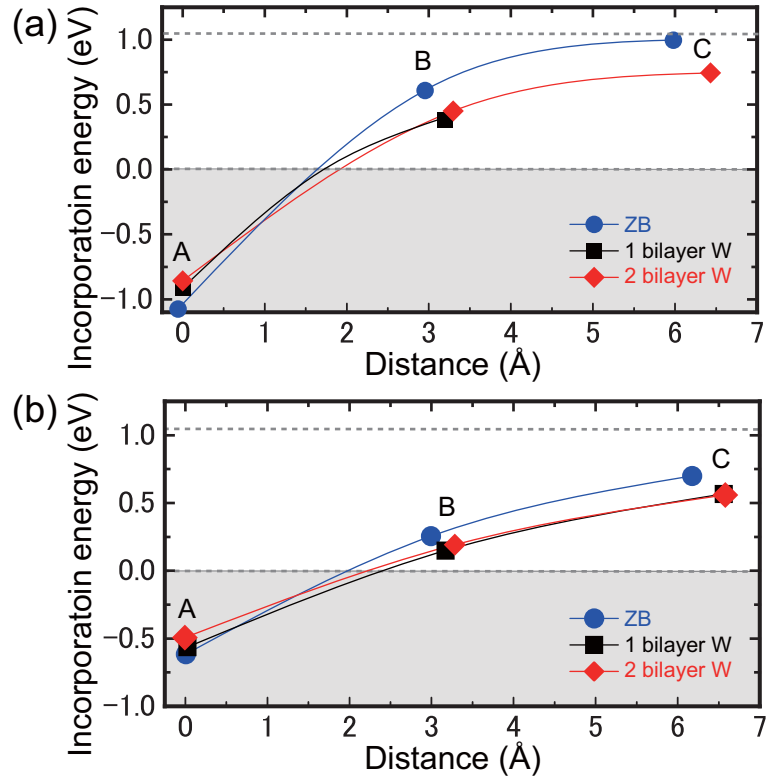 (a)
Incorporatoin energy (eV)
1.0
0.5
0.0
−0.5
−1.0
A
B
C
ZB
1 bilayer W
2 bilayer W
0 1 2 3 4 5 6 7
Distance (Å)
(b)
Incorporatoin energy (eV)
1.0
0.5
0.0
−0.5
−1.0
A
B
C
ZB
1 bilayer W
2 bilayer W
0 1 2 3 4 5 6 7
Distance (Å)